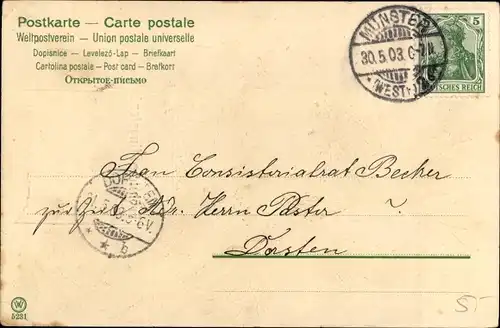 Postkarte — Carte postale
Weltpostverein — Union postale universelle
Dopisnice — Levelező-Lap — Briefkaart
Cartolina postale — Post card — Brefkort
Открытое-письмо
MÜNSTER
30.5.03.
(WESTF.)
5
DEUTSCHES REICH
Frau Consistorialrat Becker
Herrn Pastor
Dorsten
W
5231